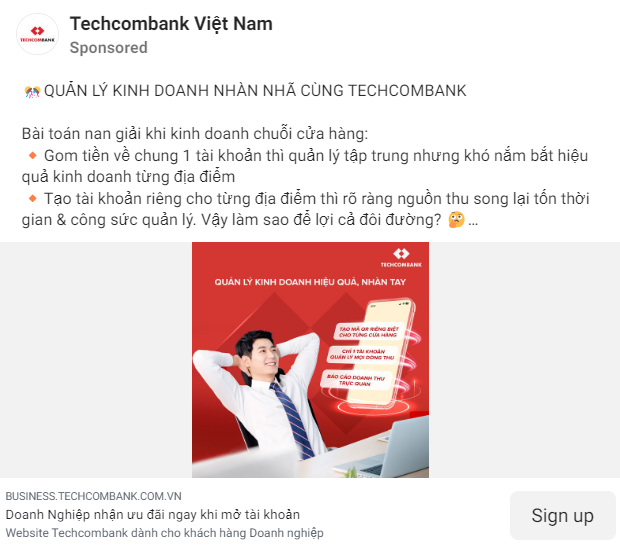 Techcombank Việt Nam
TECHCOMBANK
Sponsored
QUẢN LÝ KINH DOANH NHÀN NHÃ CÙNG TECHCOMBANK
Bài toán nan giải khi kinh doanh chuỗi cửa hàng:
🔸Gom tiền về chung 1 tài khoản thì quản lý tập trung nhưng khó nắm bắt hiệu
quả kinh doanh từng địa điểm
🔸Tạo tài khoản riêng cho từng địa điểm thì rõ ràng nguồn thu song lại tốn thời
gian & công sức quản lý. Vậy làm sao để lợi cả đôi đường? 🤔...
TECHCOMBANK
QUẢN LÝ KINH DOANH HIỆU QUẢ, NHÀN TAY
TẠO MÃ QR RIÊNG BIỆT
CHO TỪNG CỬA HÀNG
CHỈ 1 TÀI KHOẢN
QUẢN LÝ MỌI DÒNG THU
BÁO CÁO DOANH THU
TRỰC QUAN
BUSINESS.TECHCOMBANK.COM.VN
Doanh Nghiệp nhận ưu đãi ngay khi mở tài khoản
Website Techcombank dành cho khách hàng Doanh nghiệp
Sign up